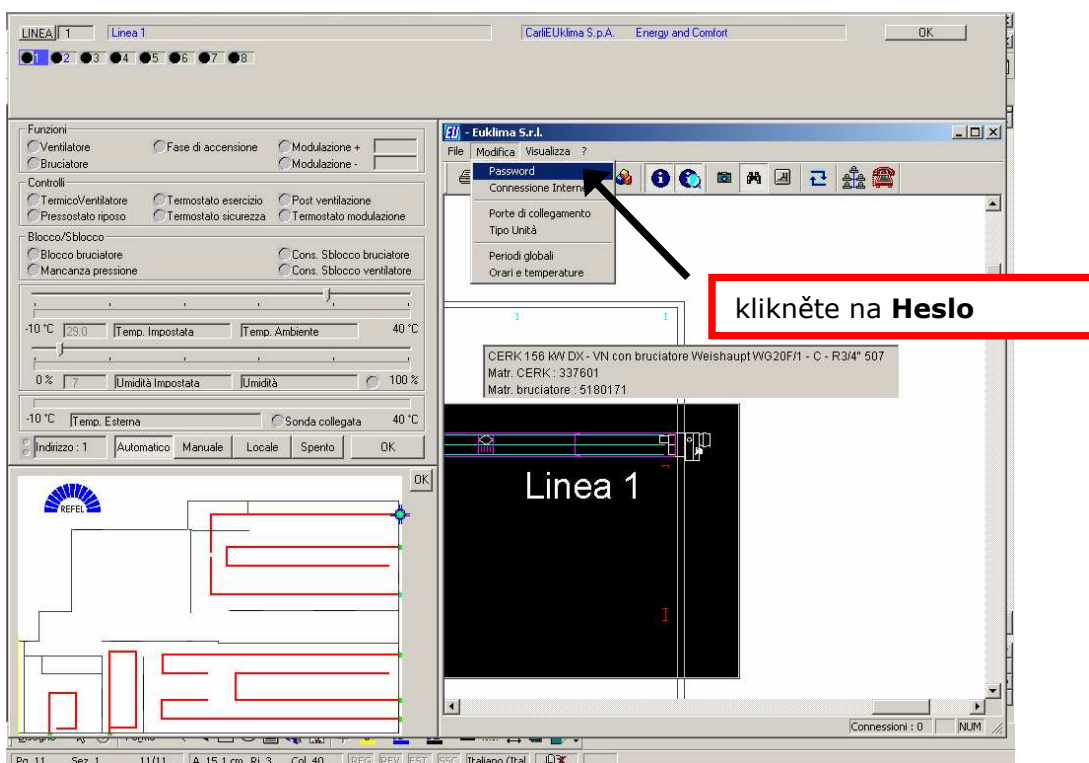 LINEA 1 Linea 1 CarliEUklima S.p.A. Energy and Comfort OK
1 2 3 4 5 6 7 8
Funzioni
Ventilatore Fase di accensione Modulazione +
Bruciatore Modulazione -
Controlli
TermicoVentilatore Termostato esercizio Post ventilazione
Pressostato riposo Termostato sicurezza Termostato modulazione
Blocco/Sblocco
Blocco bruciatore Cons. Sblocco bruciatore
Mancanza pressione Cons. Sblocco ventilatore
-10 °C 29.0 Temp. Impostata Temp. Ambiente 40 °C
0 % 7 Umidità Impostata Umidità 100 %
-10 °C Temp. Esterna Sonda collegata 40 °C
Indirizzo : 1 Automatico Manuale Locale Spento OK
OK
REFEL
EU - Euklima S.r.l.
File Modifica Visualizza ?
Password
Connessione Interne
Porte di collegamento
Tipo Unità
Periodi globali
Orari e temperature
klikněte na Heslo
CERK 156 kW DX - VN con bruciatore Weishaupt WG20F/1 - C - R3/4" 507
Matr. CERK : 337601
Matr. bruciatore : 5180171
Linea 1
Connessioni : 0 NUM
Pg. 11 Sez. 1 11/11 A 15,1 cm Ri 3 Col 40 REG REV EST SSC Italiano (Ital